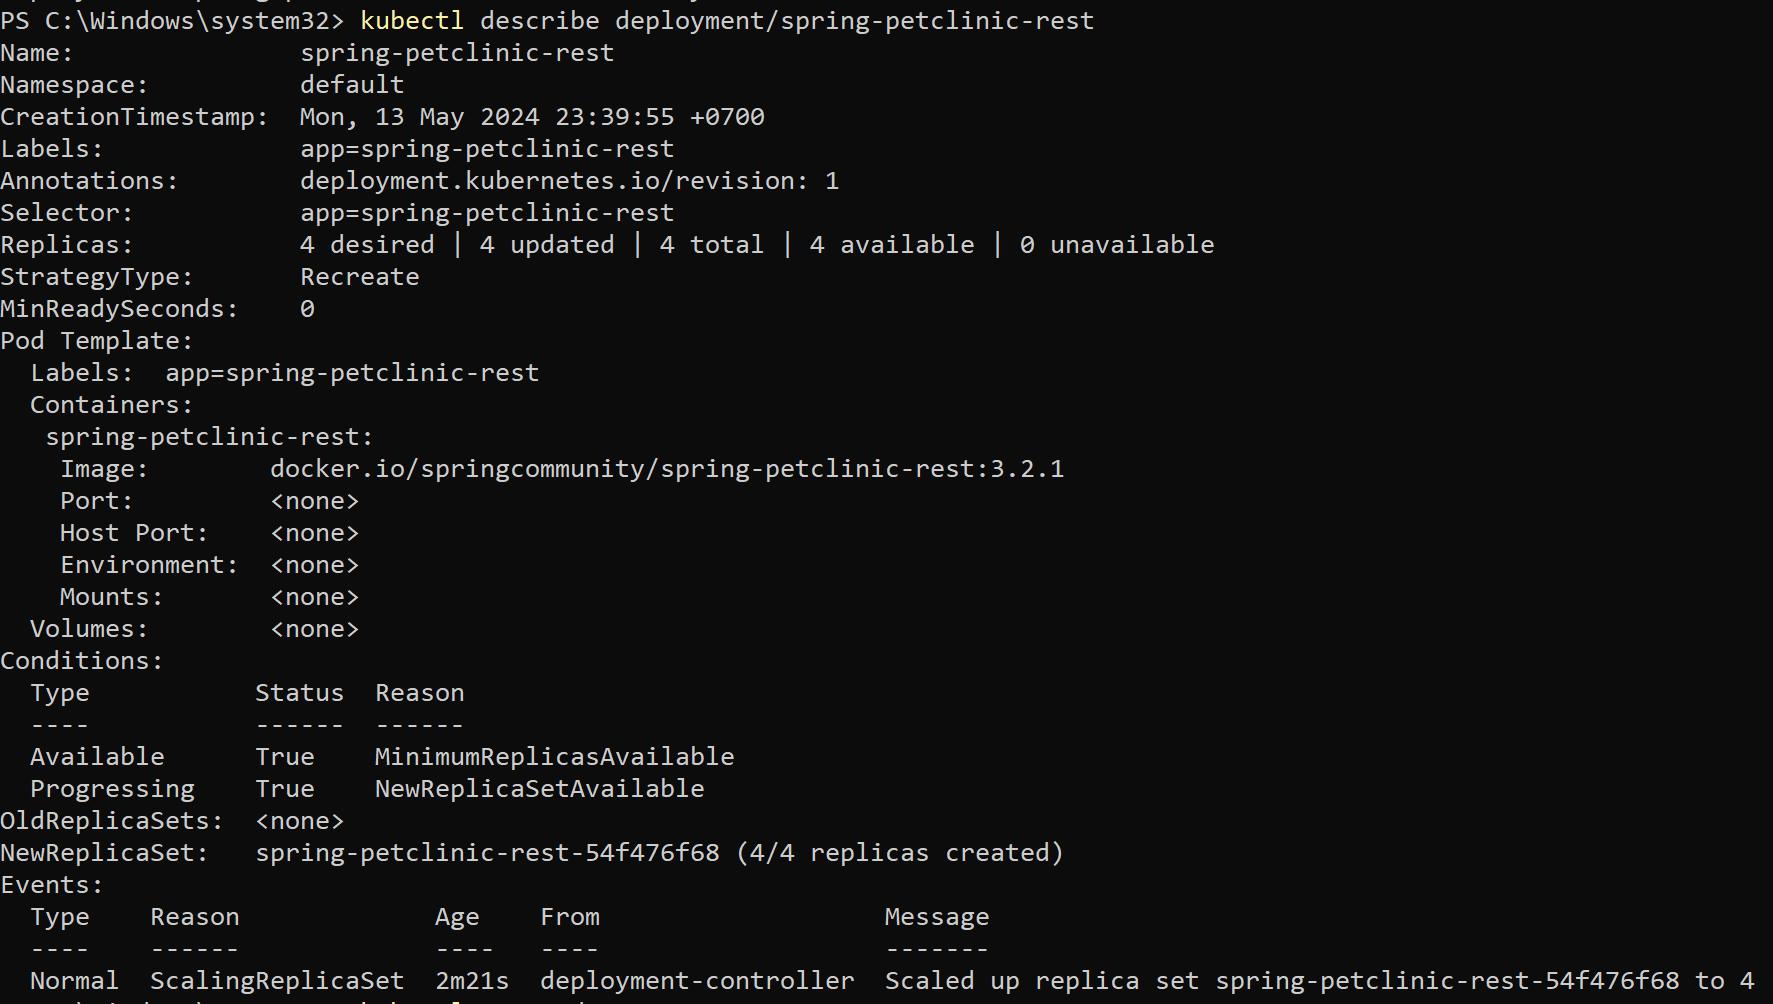 PS C:\Windows\system32> kubectl describe deployment/spring-petclinic-rest
Name:               spring-petclinic-rest
Namespace:          default
CreationTimestamp:  Mon, 13 May 2024 23:39:55 +0700
Labels:             app=spring-petclinic-rest
Annotations:        deployment.kubernetes.io/revision: 1
Selector:           app=spring-petclinic-rest
Replicas:           4 desired | 4 updated | 4 total | 4 available | 0 unavailable
StrategyType:       Recreate
MinReadySeconds:    0
Pod Template:
  Labels:  app=spring-petclinic-rest
  Containers:
   spring-petclinic-rest:
    Image:        docker.io/springcommunity/spring-petclinic-rest:3.2.1
    Port:         <none>
    Host Port:    <none>
    Environment:  <none>
    Mounts:       <none>
  Volumes:        <none>
Conditions:
  Type           Status  Reason
  ----           ------  ------
  Available      True    MinimumReplicasAvailable
  Progressing    True    NewReplicaSetAvailable
OldReplicaSets:  <none>
NewReplicaSet:   spring-petclinic-rest-54f476f68 (4/4 replicas created)
Events:
  Type    Reason             Age    From                   Message
  ----    ------             ----   ----                   -------
  Normal  ScalingReplicaSet  2m21s  deployment-controller  Scaled up replica set spring-petclinic-rest-54f476f68 to 4